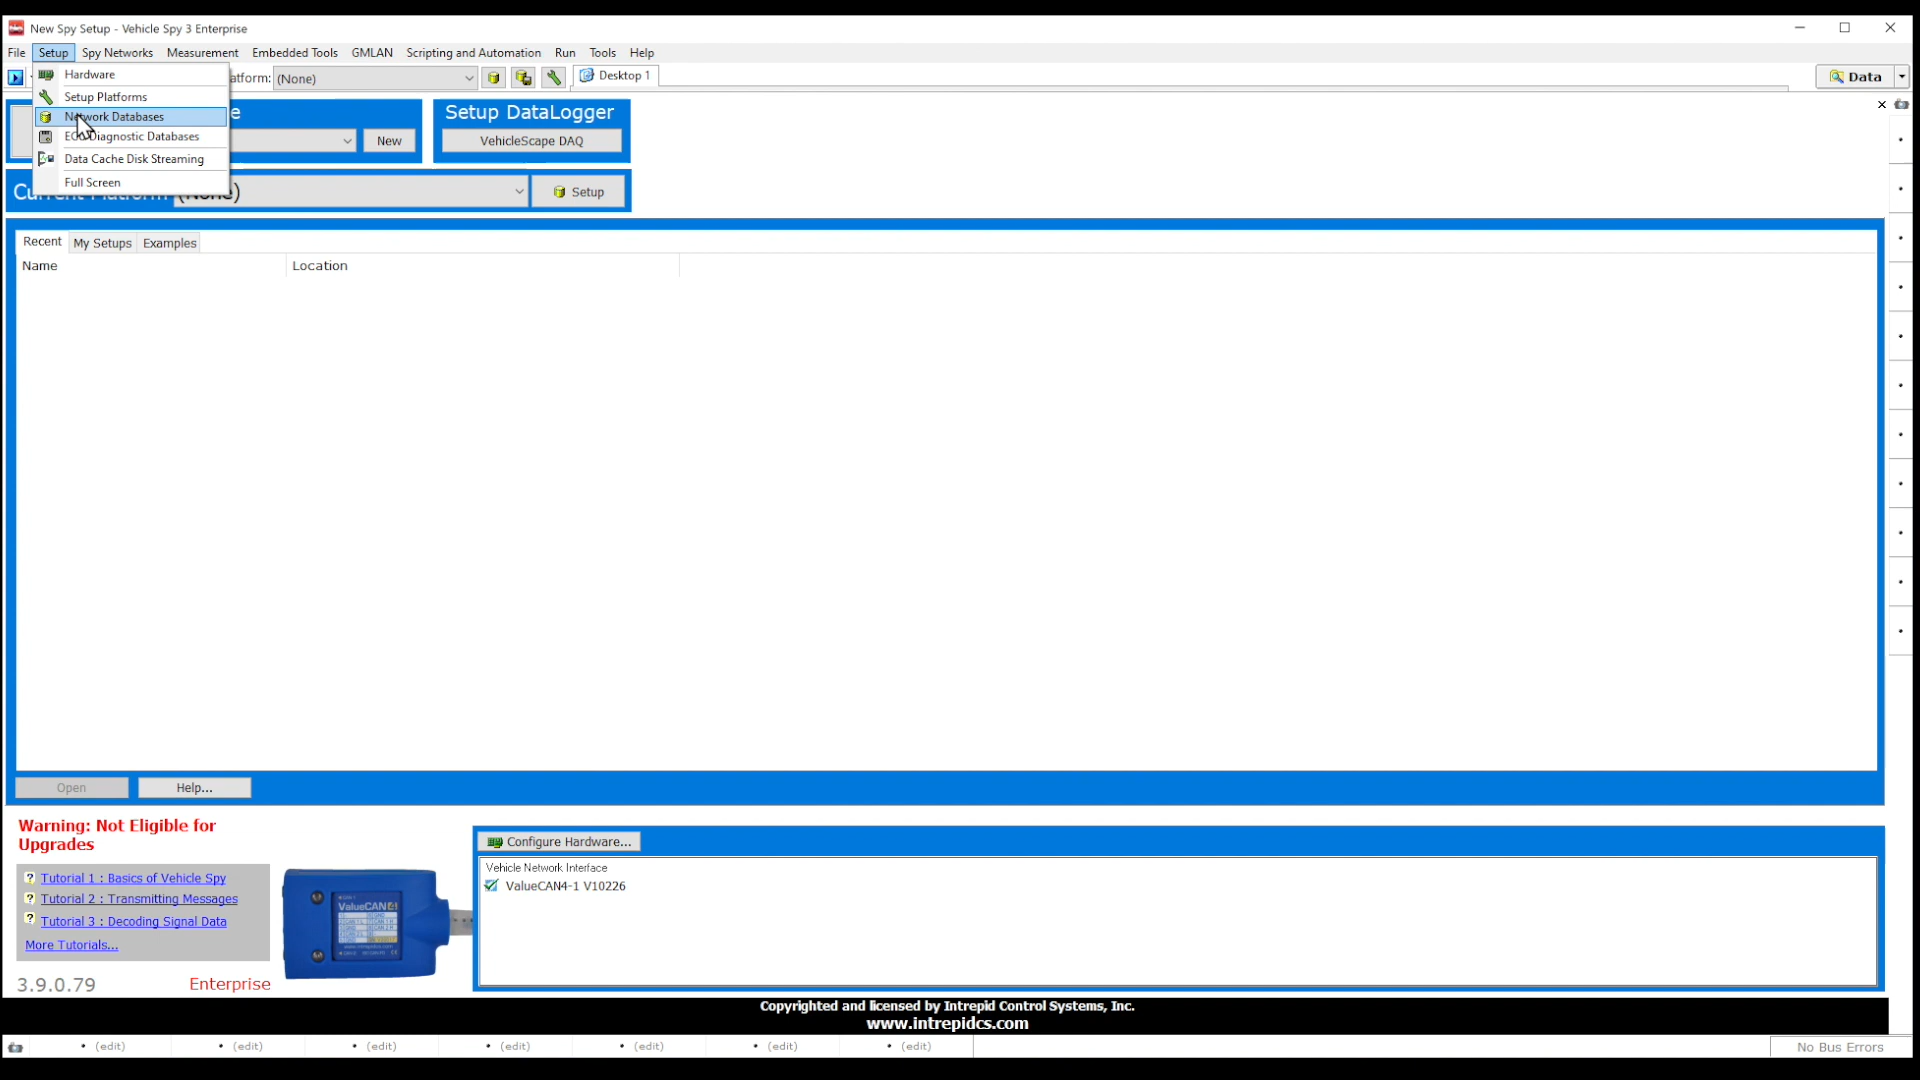 New Spy Setup - Vehicle Spy 3 Enterprise
File Setup Spy Networks Measurement Embedded Tools GMLAN Scripting and Automation Run Tools Help
Hardware
atform: (None)
Desktop 1
Data
Setup Platforms
Network Databases
ECU Diagnostic Databases
Data Cache Disk Streaming
Full Screen
e
New
Setup DataLogger
VehicleScape DAQ
Current Platform (None)
Setup
Recent My Setups Examples
Name Location
Open Help...
Warning: Not Eligible for
Upgrades
Tutorial 1 : Basics of Vehicle Spy
Tutorial 2 : Transmitting Messages
Tutorial 3 : Decoding Signal Data
More Tutorials...
3.9.0.79 Enterprise
ValueCAN4
Configure Hardware...
Vehicle Network Interface
ValueCAN4-1 V10226
Copyrighted and licensed by Intrepid Control Systems, Inc.
www.intrepidcs.com
(edit) (edit) (edit) (edit) (edit) (edit) (edit)
No Bus Errors